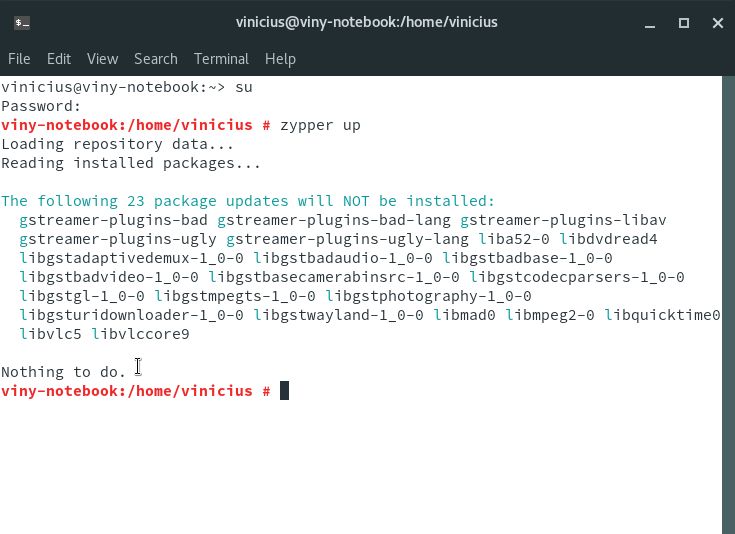 vinicius@viny-notebook:/home/vinicius
File Edit View Search Terminal Help
vinicius@viny-notebook:~> su
Password:
viny-notebook:/home/vinicius # zypper up
Loading repository data...
Reading installed packages...
The following 23 package updates will NOT be installed:
gstreamer-plugins-bad gstreamer-plugins-bad-lang gstreamer-plugins-libav
gstreamer-plugins-ugly gstreamer-plugins-ugly-lang liba52-0 libdvdread4
libgstadaptivedemux-1_0-0 libgstbadaudio-1_0-0 libgstbadbase-1_0-0
libgstbadvideo-1_0-0 libgstbasecamerabinsrc-1_0-0 libgstcodecparsers-1_0-0
libgstgl-1_0-0 libgstmpegts-1_0-0 libgstphotography-1_0-0
libgsturidownloader-1_0-0 libgstwayland-1_0-0 libmad0 libmpeg2-0 libquicktime0
libvlc5 libvlccore9
Nothing to do.
viny-notebook:/home/vinicius #